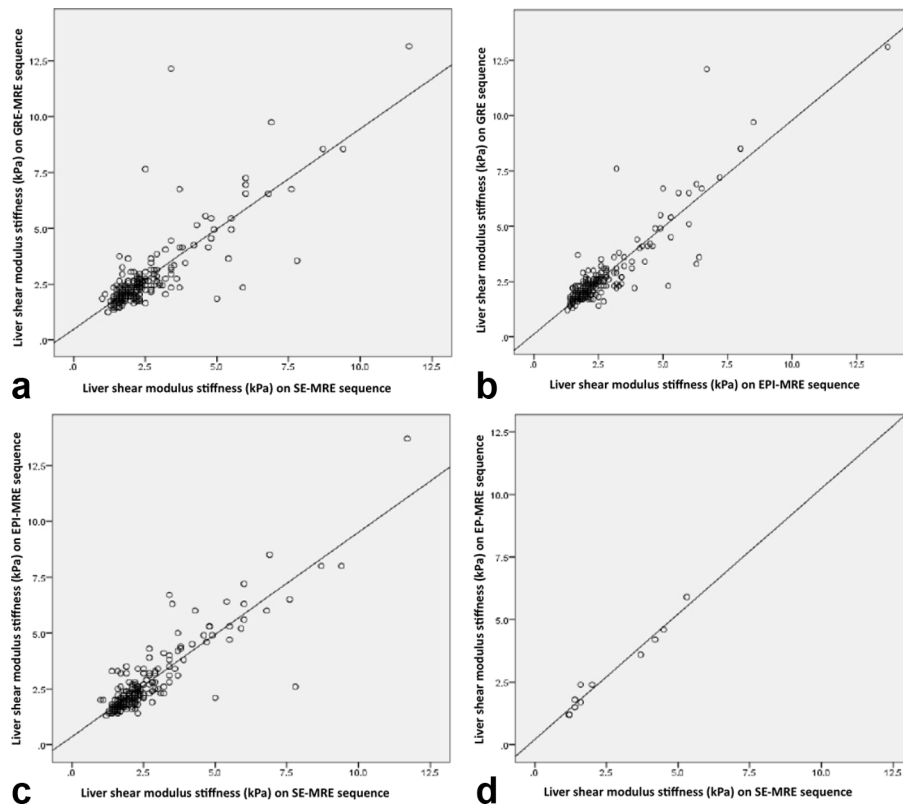 Liver shear modulus stiffness (kPa) on GRE-MRE sequence
12.5
10.0
7.5
5.0
2.5
.0
.0 2.5 5.0 7.5 10.0 12.5
Liver shear modulus stiffness (kPa) on SE-MRE sequence
a
Liver shear modulus stiffness (kPa) on GRE sequence
12.5
10.0
7.5
5.0
2.5
.0
.0 2.5 5.0 7.5 10.0 12.5
Liver shear modulus stiffness (kPa) on EPI-MRE sequence
b
Liver shear modulus stiffness (kPa) on EPI-MRE sequence
12.5
10.0
7.5
5.0
2.5
.0
.0 2.5 5.0 7.5 10.0 12.5
Liver shear modulus stiffness (kPa) on SE-MRE sequence
c
Liver shear modulus stiffness (kPa) on EP-MRE sequence
12.5
10.0
7.5
5.0
2.5
.0
.0 2.5 5.0 7.5 10.0 12.5
Liver shear modulus stiffness (kPa) on SE-MRE sequence
d